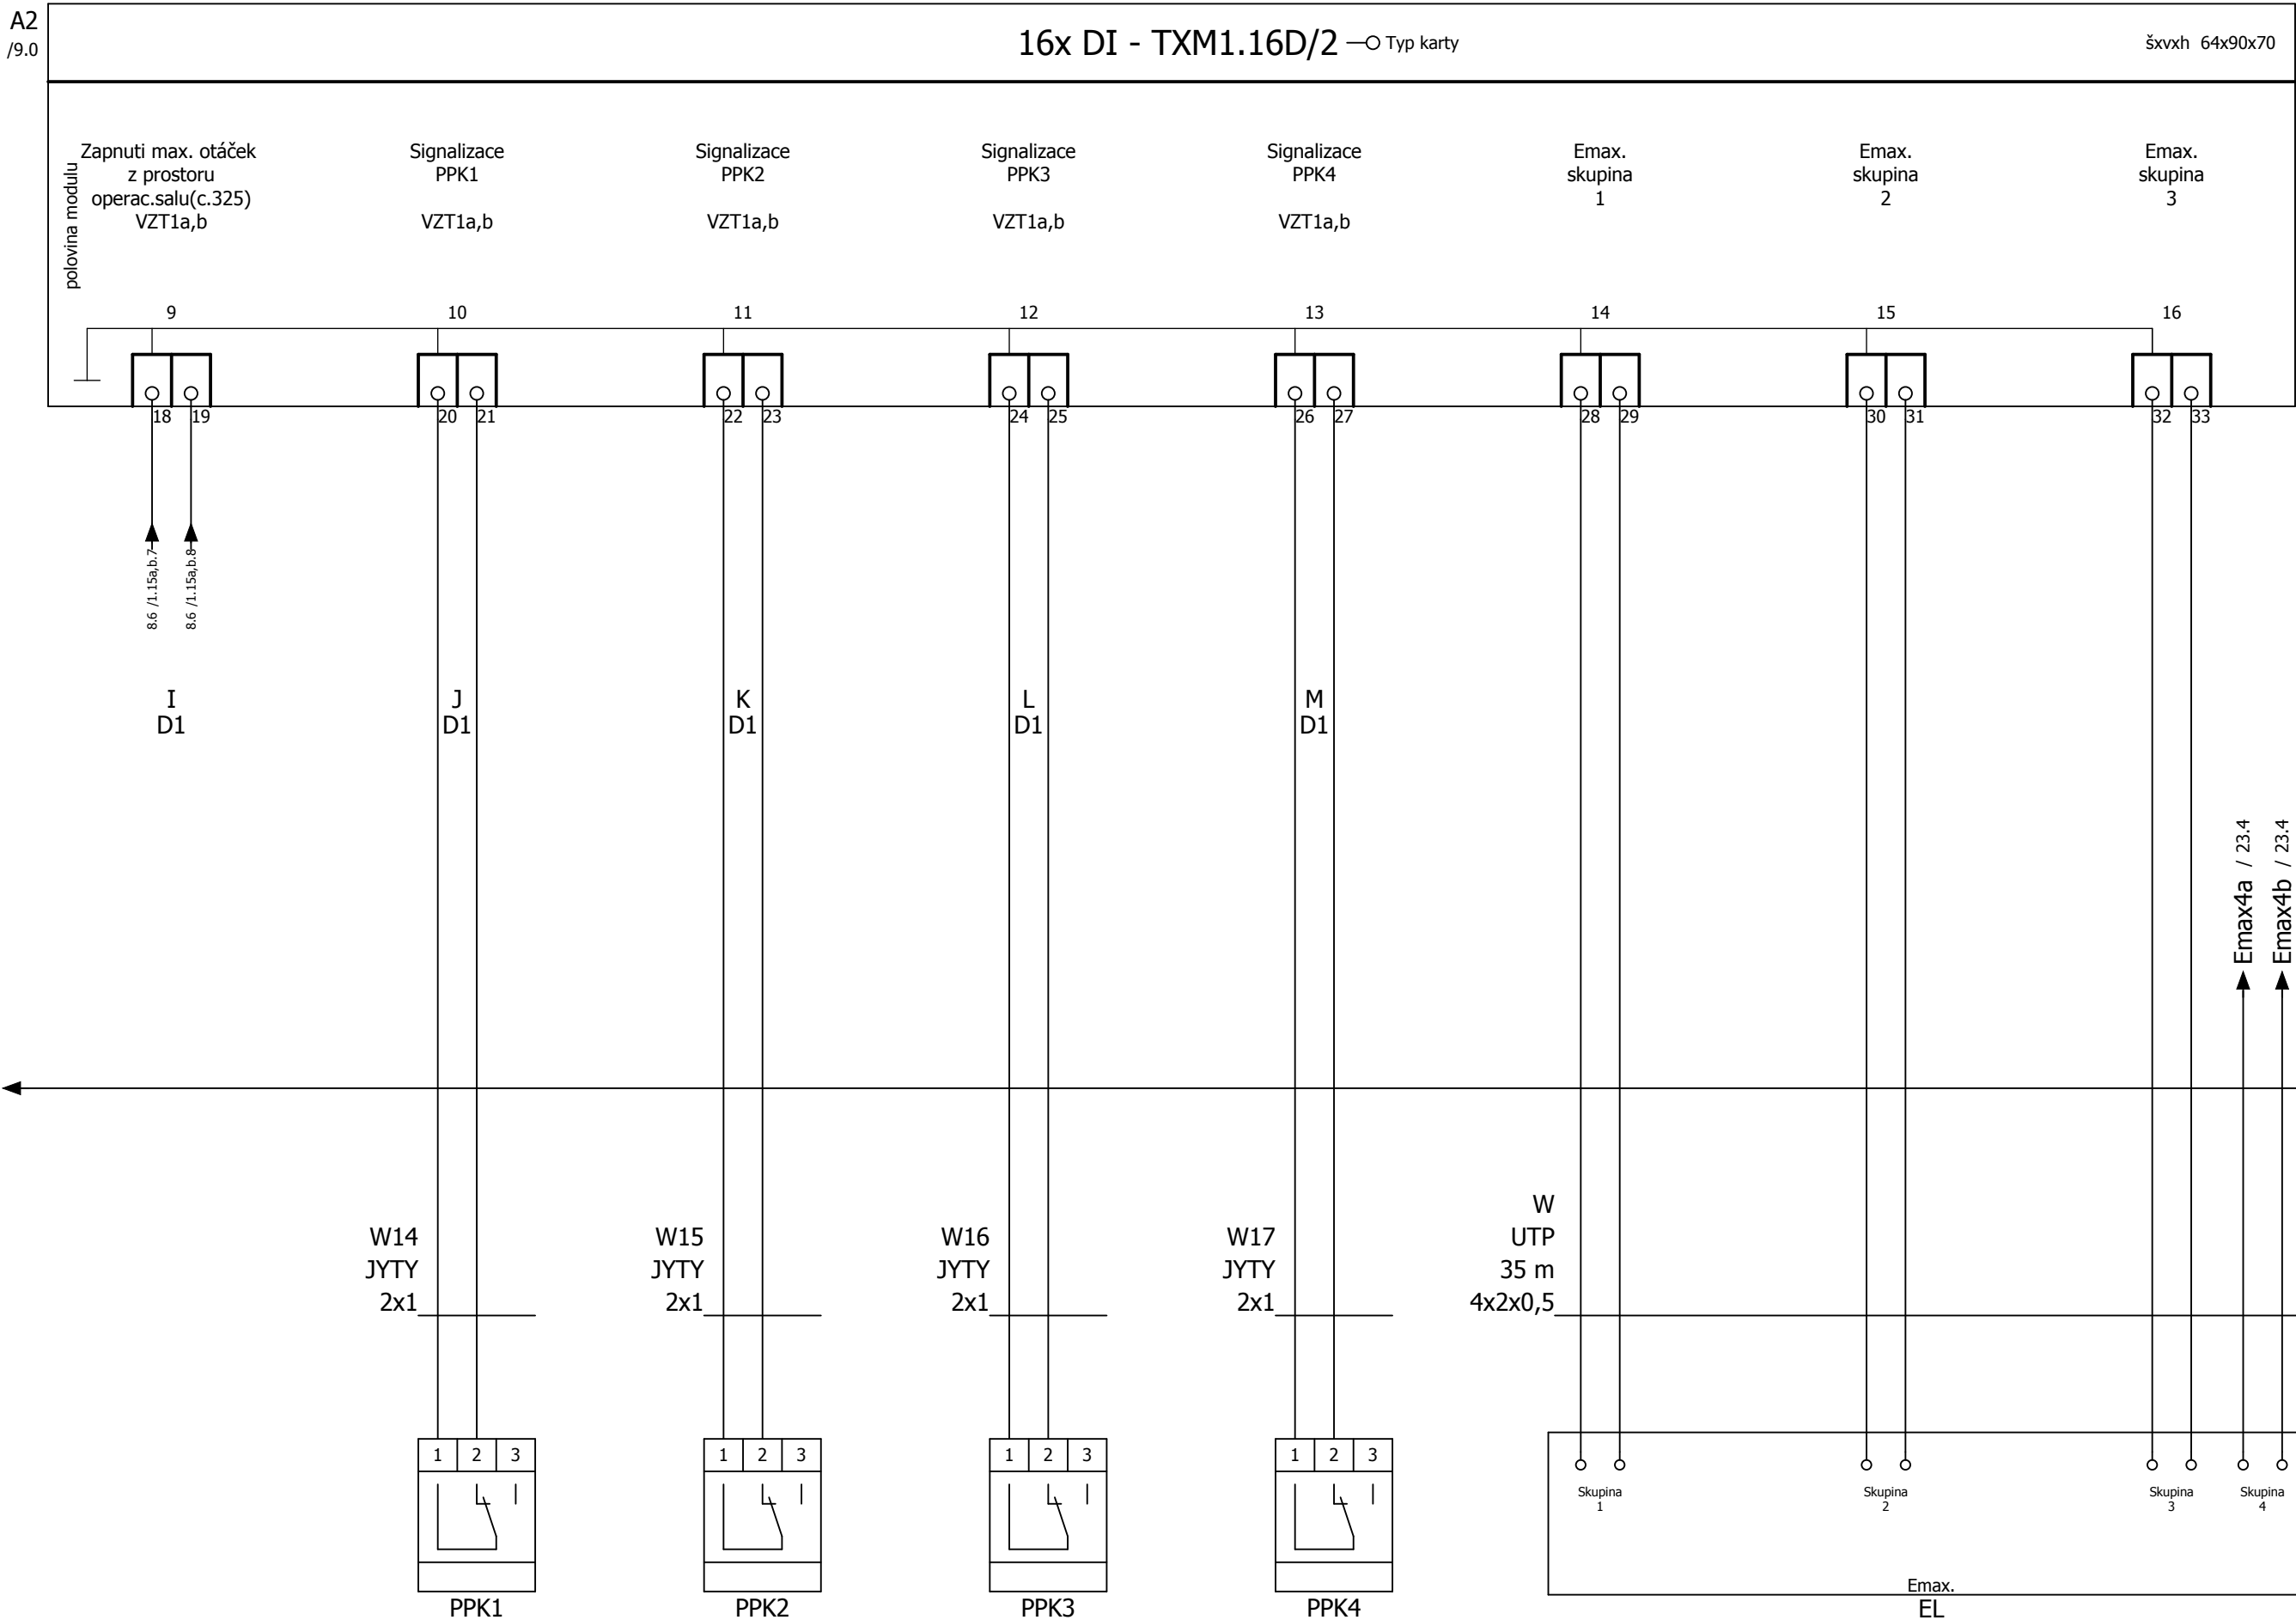 A2
/9.0
16x DI - TXM1.16D/2
Typ karty
šxvxh 64x90x70
polovina modulu
Zapnuti max. otáček
z prostoru
operac.salu(c.325)
VZT1a,b
Signalizace
PPK1
VZT1a,b
Signalizace
PPK2
VZT1a,b
Signalizace
PPK3
VZT1a,b
Signalizace
PPK4
VZT1a,b
Emax.
skupina
1
Emax.
skupina
2
Emax.
skupina
3
9 10 11 12 13 14 15 16
18 19 20 21 22 23 24 25 26 27 28 29 30 31 32 33
8.6 /1.15a,b.7
8.6 /1.15a,b.8
I
D1
J
D1
K
D1
L
D1
M
D1
Emax4a / 23.4
Emax4b / 23.4
W14
JYTY
2x1
W15
JYTY
2x1
W16
JYTY
2x1
W17
JYTY
2x1
W
UTP
35 m
4x2x0,5
1 2 3
1 2 3
1 2 3
1 2 3
Skupina
1
Skupina
2
Skupina
3
Skupina
4
PPK1
PPK2
PPK3
PPK4
Emax.
EL